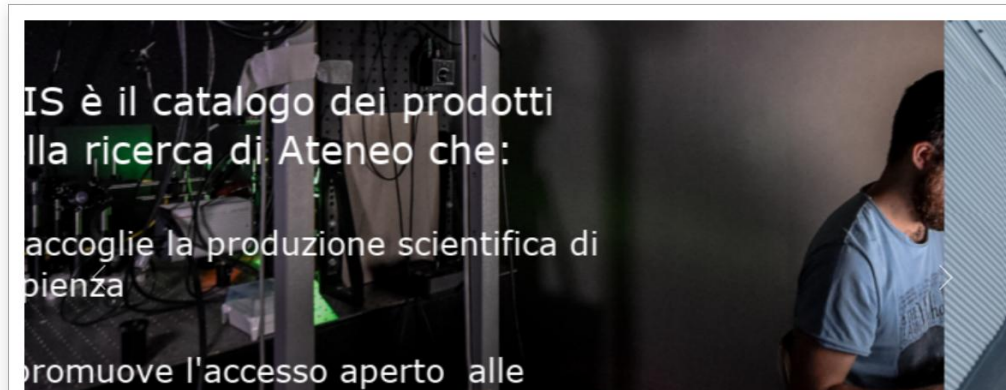 IS è il catalogo dei prodotti
lla ricerca di Ateneo che:
accoglie la produzione scientifica di
pienza
promuove l'accesso aperto alle